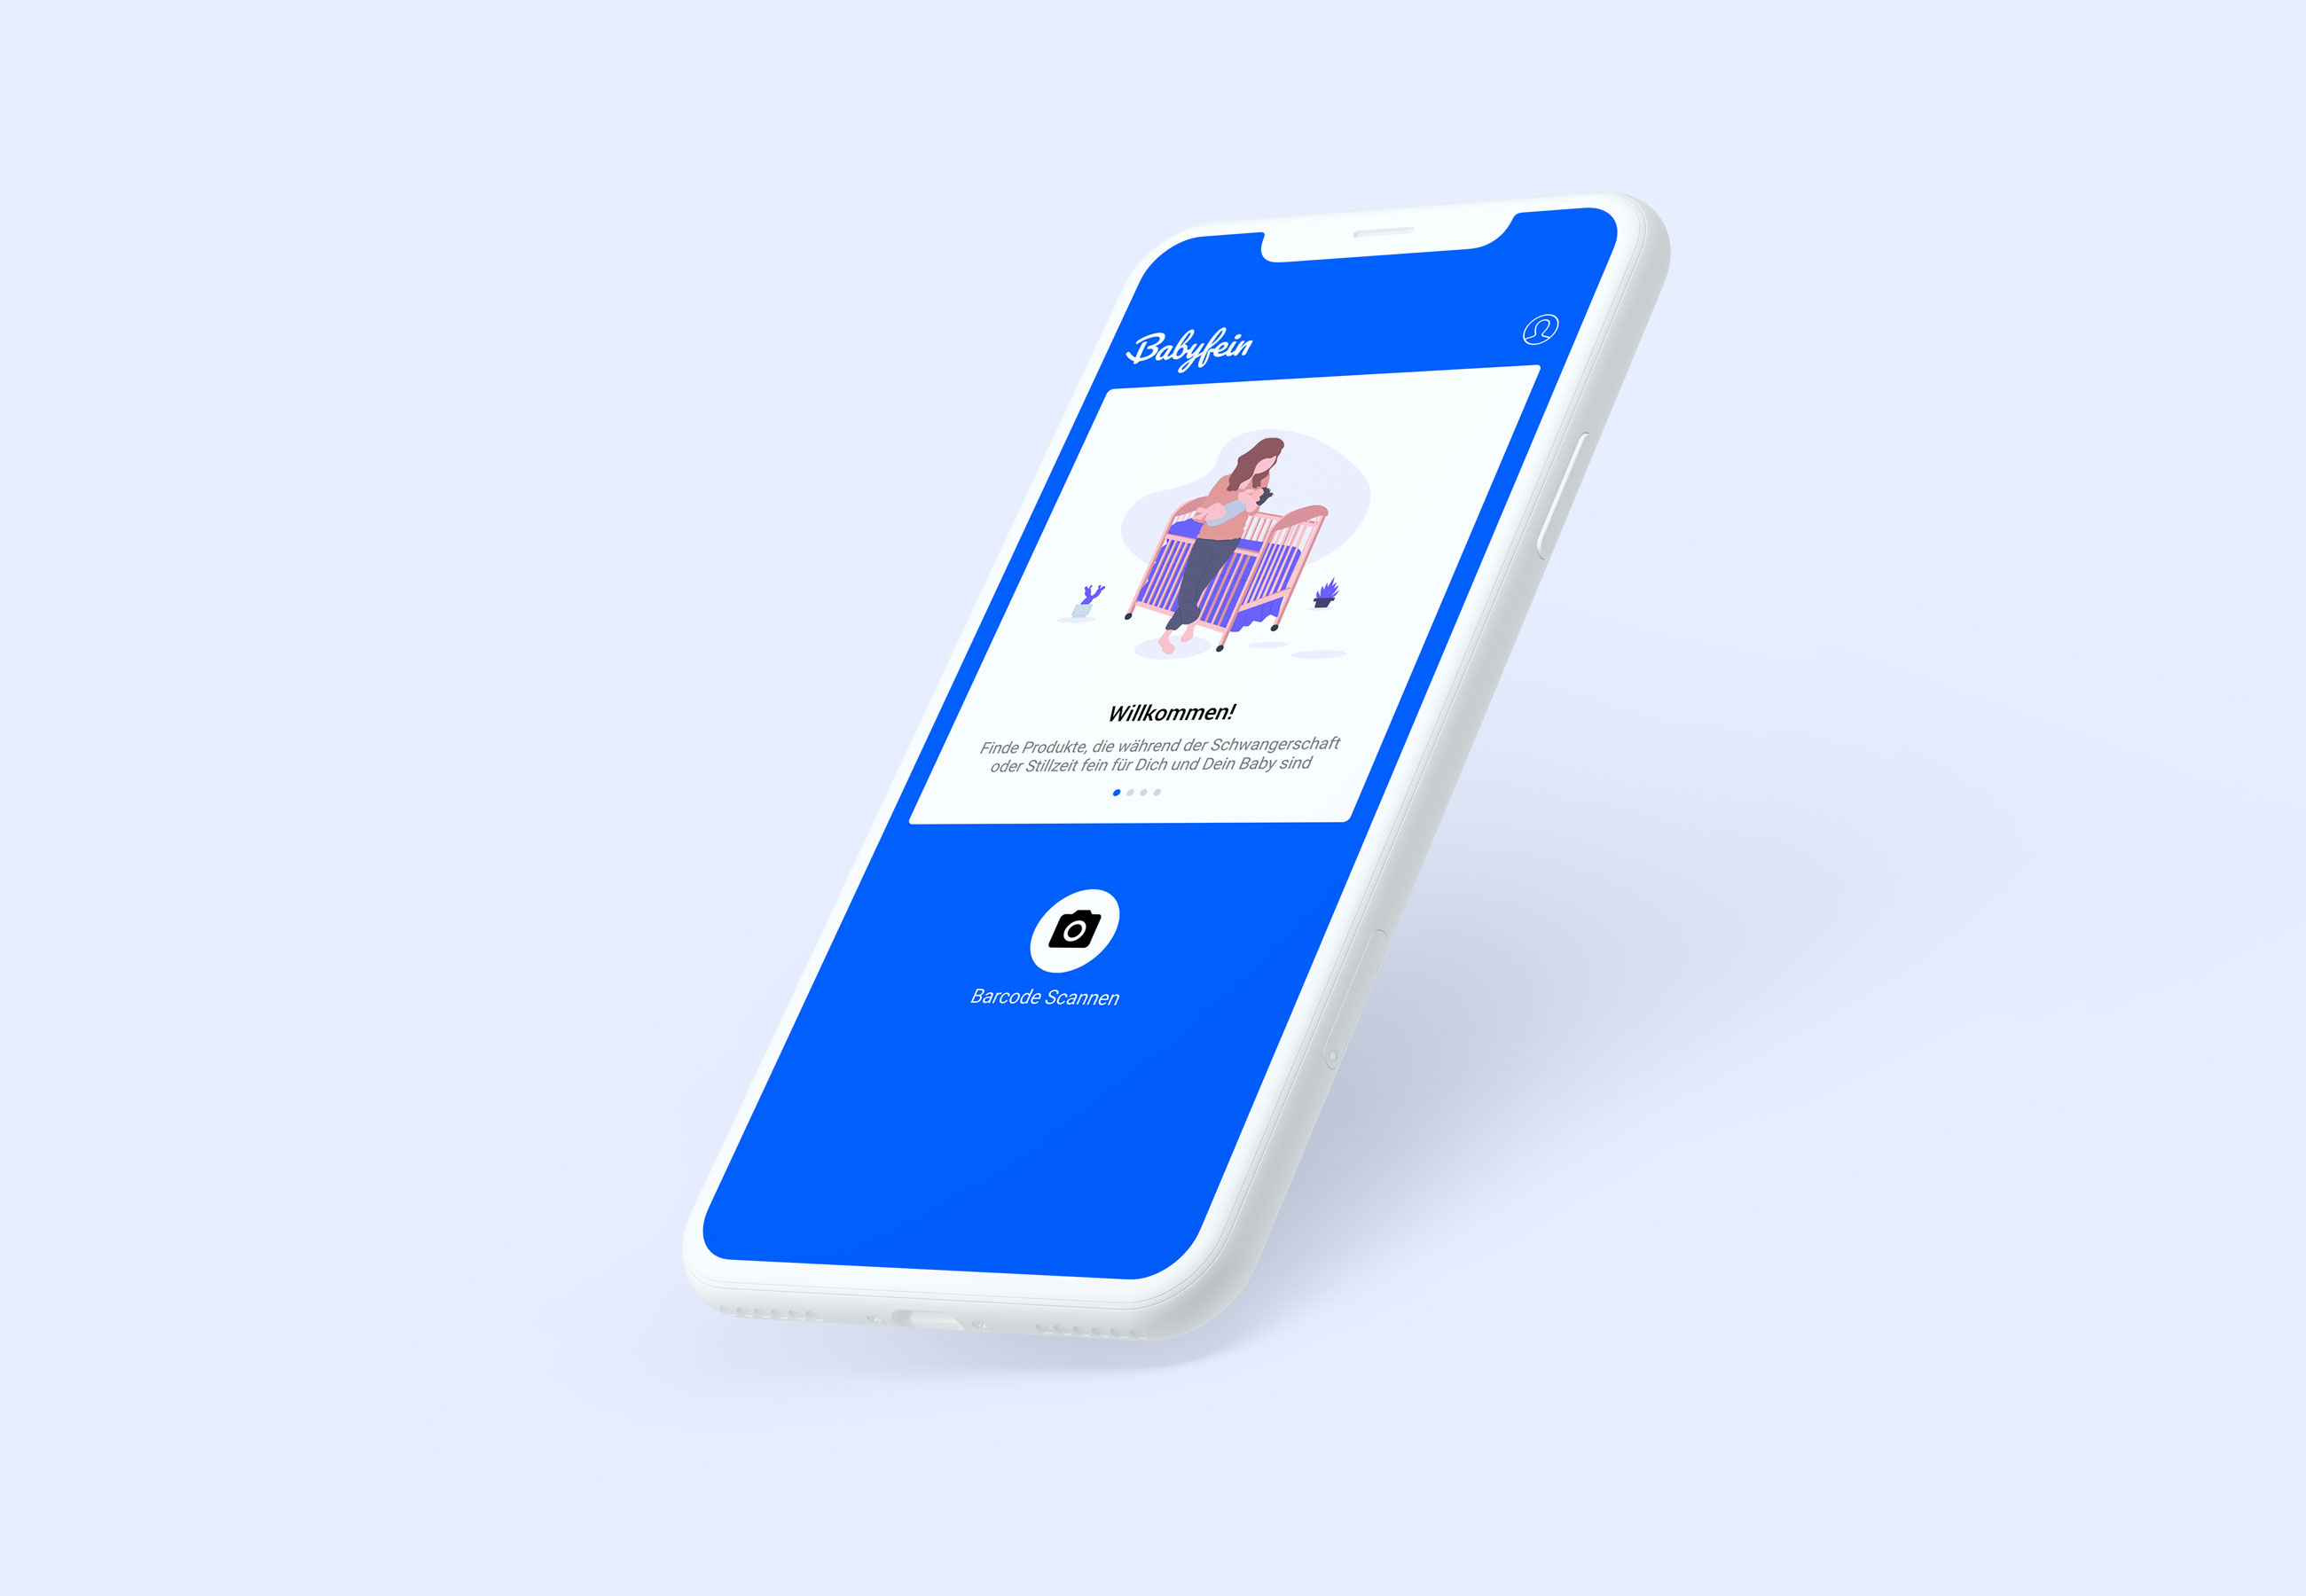 Babyfein
Willkommen!
Finde Produkte, die während der Schwangerschaft
oder Stillzeit fein für Dich und Dein Baby sind
Barcode Scannen